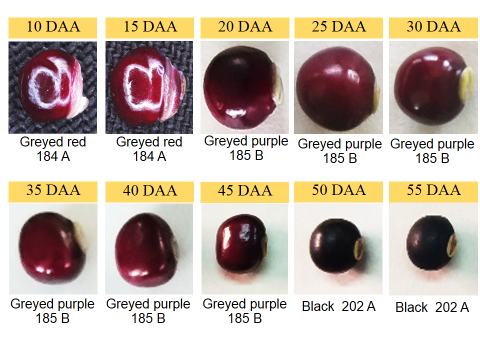 10 DAA 15 DAA 20 DAA 25 DAA 30 DAA
Greyed red Greyed red Greyed purple Greyed purple Greyed purple
184 A 184 A 185 B 185 B 185 B
35 DAA 40 DAA 45 DAA 50 DAA 55 DAA
Greyed purple Greyed purple Greyed purple Black 202 A Black 202 A
185 B 185 B 185 B